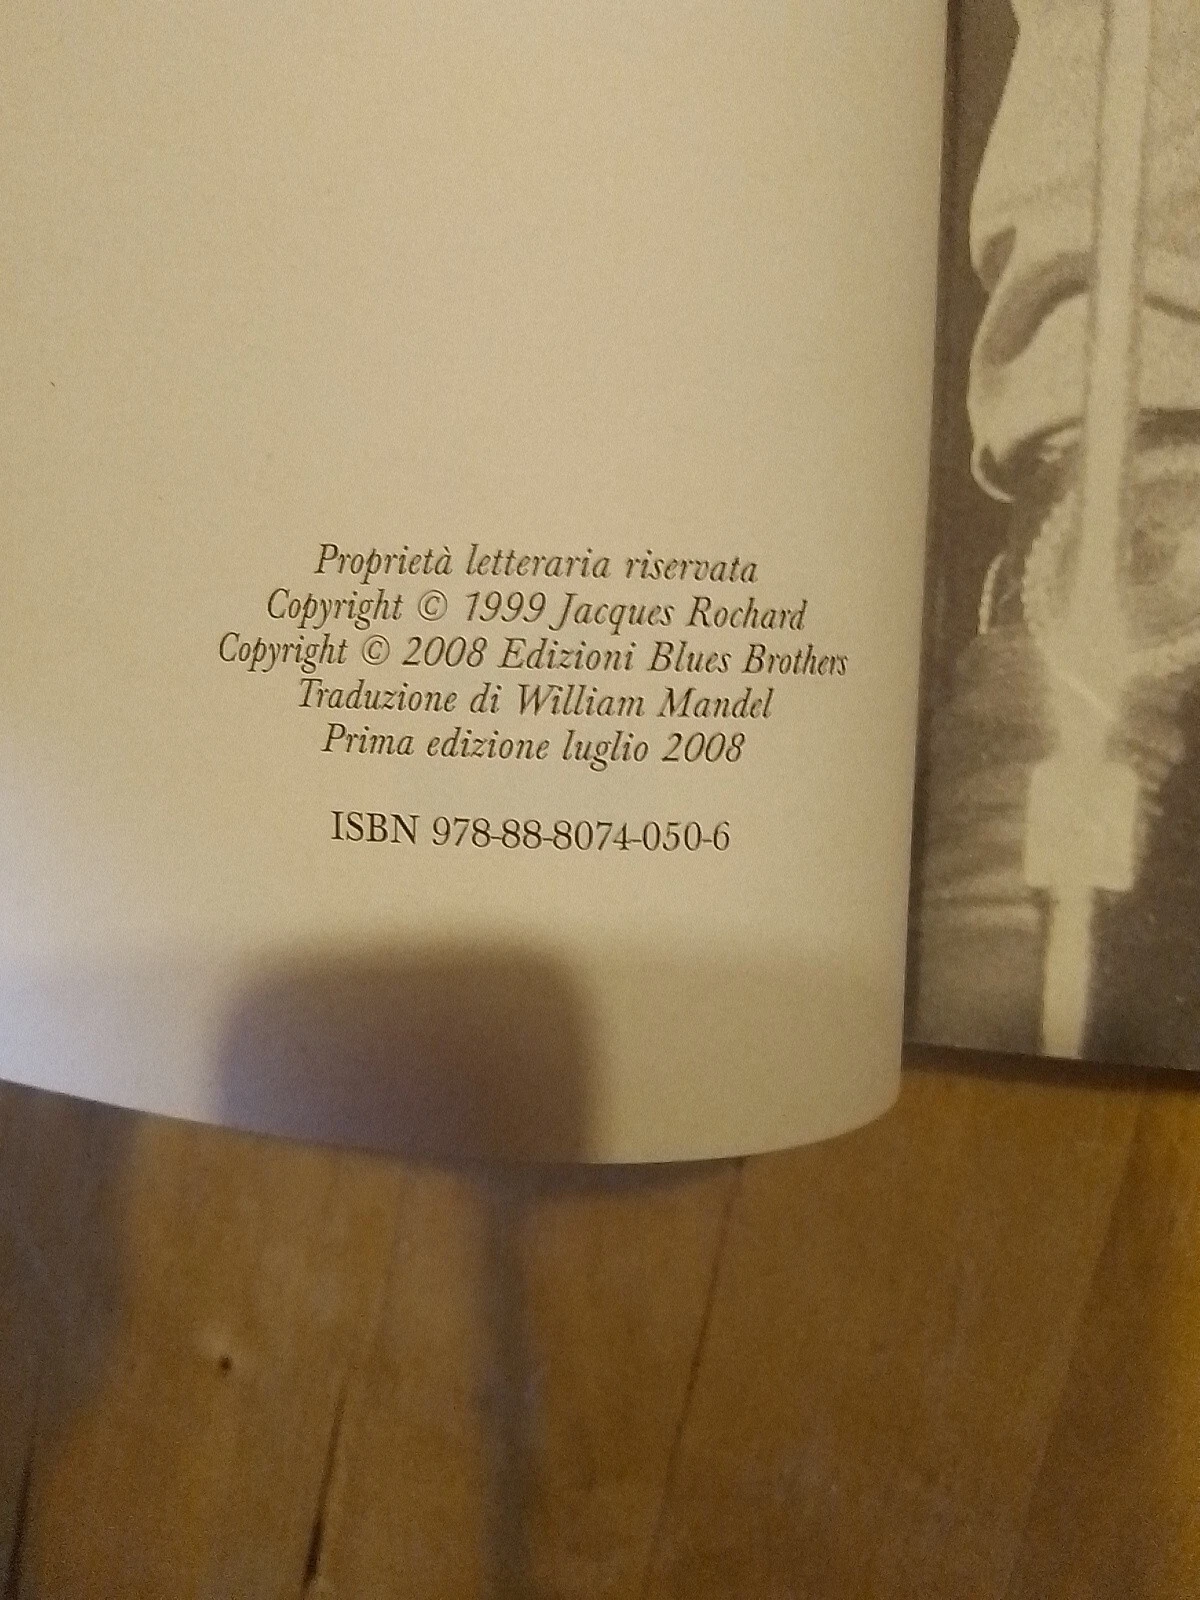 Proprietà letteraria riservata
Copyright © 1999 Jacques Rochard
Copyright © 2008 Edizioni Blues Brothers
Traduzione di William Mandel
Prima edizione luglio 2008
ISBN 978-88-8074-050-6